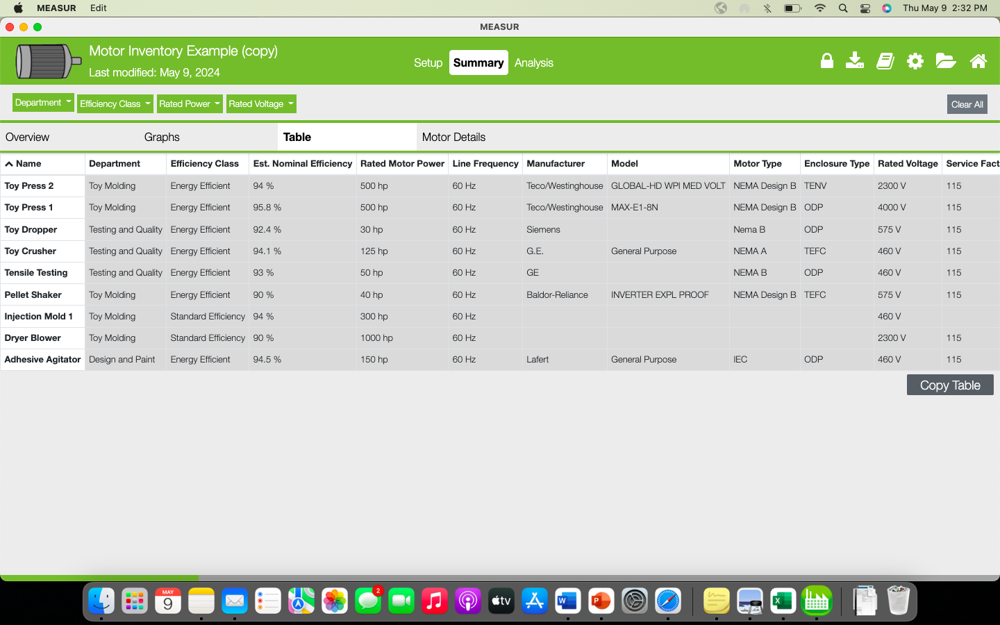 MEASUR Edit Thu May 9 2:32 PM
MEASUR
Motor Inventory Example (copy)
Last modified: May 9, 2024
Setup Summary Analysis
Department Efficiency Class Rated Power Rated Voltage Clear All
Overview Graphs Table Motor Details
Name Department Efficiency Class Est. Nominal Efficiency Rated Motor Power Line Frequency Manufacturer Model Motor Type Enclosure Type Rated Voltage Service Fact
Toy Press 2 Toy Molding Energy Efficient 94 % 500 hp 60 Hz Teco/Westinghouse GLOBAL-HD WPI MED VOLT NEMA Design B TENV 2300 V 115
Toy Press 1 Toy Molding Energy Efficient 95.8 % 500 hp 60 Hz Teco/Westinghouse MAX-E1-8N NEMA Design B ODP 4000 V 115
Toy Dropper Testing and Quality Energy Efficient 92.4 % 30 hp 60 Hz Siemens Nema B ODP 575 V 115
Toy Crusher Testing and Quality Energy Efficient 94.1 % 125 hp 60 Hz G.E. General Purpose NEMA A TEFC 460 V 115
Tensile Testing Testing and Quality Energy Efficient 93 % 50 hp 60 Hz GE NEMA B ODP 460 V 115
Pellet Shaker Toy Molding Energy Efficient 90 % 40 hp 60 Hz Baldor-Reliance INVERTER EXPL PROOF NEMA Design B TEFC 575 V 115
Injection Mold 1 Toy Molding Standard Efficiency 94 % 300 hp 60 Hz 460 V
Dryer Blower Toy Molding Standard Efficiency 90 % 1000 hp 60 Hz 2300 V 115
Adhesive Agitator Design and Paint Energy Efficient 94.5 % 150 hp 60 Hz Lafert General Purpose IEC ODP 460 V 115
Copy Table
MAY
9
2
tv
W
P
X